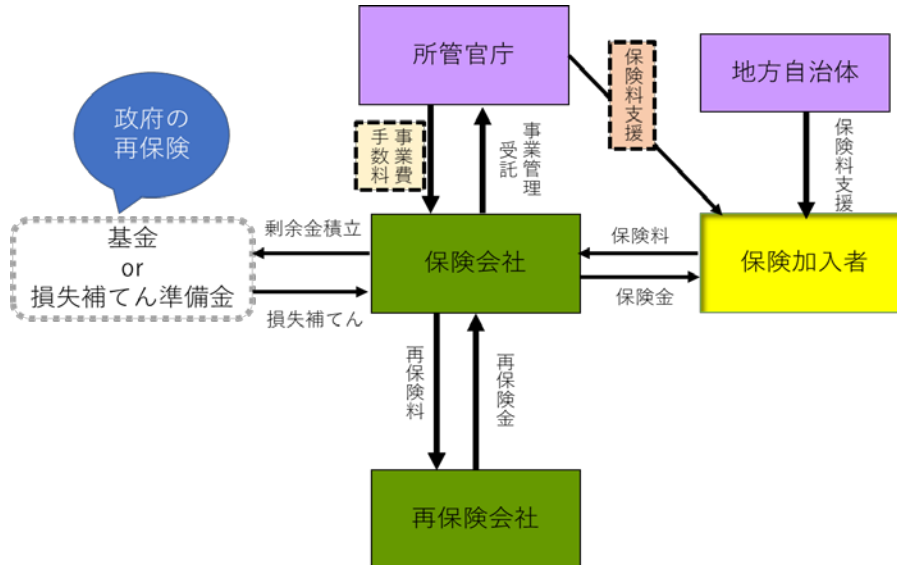 所管官庁
地方自治体
保険料支援
政府の
再保険
事業費
手数料
事業管理
受託
保険料支援
基金
or
損失補てん準備金
剰余金積立
損失補てん
保険会社
保険料
保険金
保険加入者
再保険料
再保険金
再保険会社